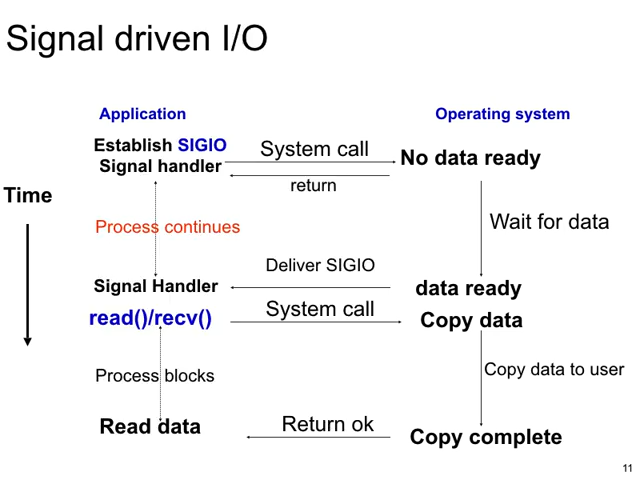 Signal driven I/O
Application
Operating system
Establish SIGIO
Signal handler
System call
No data ready
return
Time
Process continues
Wait for data
Deliver SIGIO
Signal Handler
data ready
read()/recv()
System call
Copy data
Process blocks
Copy data to user
Read data
Return ok
Copy complete
11